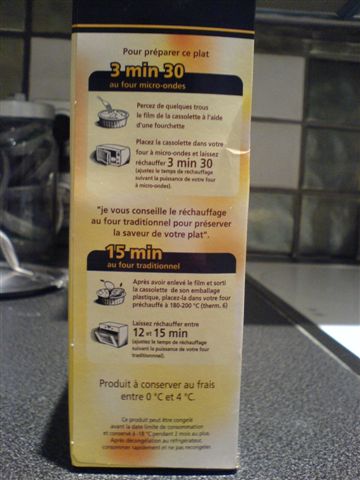 Pour préparer ce plat
3 min 30
au four micro-ondes
Percez de quelques trous
le film de la cassolette à l'aide
d'une fourchette
Placez la cassolette dans votre
four à micro-ondes et laissez
réchauffer 3 min 30
(ajustez le temps de réchauffage
suivant la puissance de votre four
à micro-ondes).
"je vous conseille le réchauffage
au four traditionnel pour préserver
la saveur de votre plat".
15 min
au four traditionnel
Après avoir enlevé le film et sorti
la cassolette de son emballage
plastique, placez-la dans votre four
préchauffé à 180-200 °C (therm. 6)
Laissez réchauffer entre
12 et 15 min
(ajustez le temps de réchauffage
suivant la puissance de votre four
traditionnnel).
Produit à conserver au frais
entre 0 °C et 4 °C.
Ce produit peut être congelé
avant la date limite de consommation
et conservé à -18 °C pendant 2 mois au plus.
Après décongélation au réfrigérateur,
consommer rapidement et ne pas recongeler.